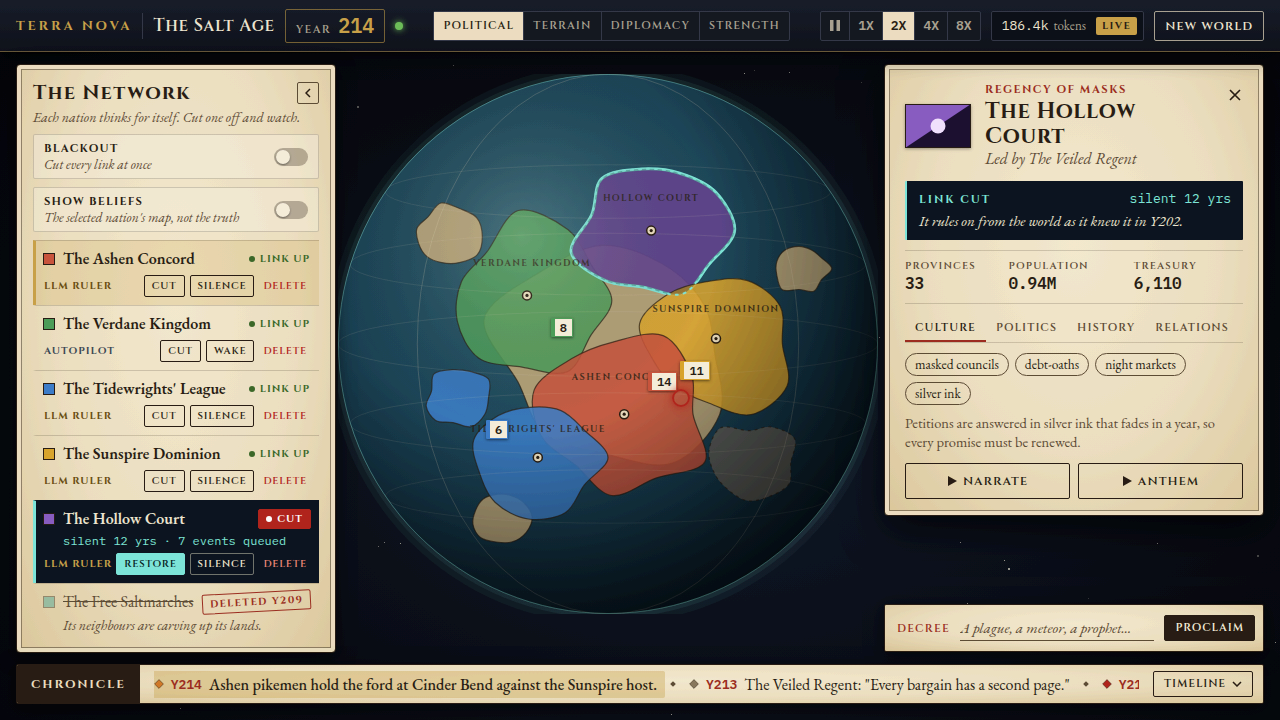 TERRA NOVA
THE SALT AGE
YEAR 214
POLITICAL TERRAIN DIPLOMACY STRENGTH
1X 2X 4X 8X
186.4k tokens LIVE
NEW WORLD
THE NETWORK
Each nation thinks for itself. Cut one off and watch.
BLACKOUT
Cut every link at once
SHOW BELIEFS
The selected nation's map, not the truth
The Ashen Concord LINK UP
LLM RULER CUT SILENCE DELETE
The Verdane Kingdom LINK UP
AUTOPILOT CUT WAKE DELETE
The Tidewrights' League LINK UP
LLM RULER CUT SILENCE DELETE
The Sunspire Dominion LINK UP
LLM RULER CUT SILENCE DELETE
The Hollow Court CUT
silent 12 yrs · 7 events queued
LLM RULER RESTORE SILENCE DELETE
The Free Saltmarches DELETED Y209
Its neighbours are carving up its lands.
HOLLOW COURT
VERDANE KINGDOM
SUNSPIRE DOMINION
8
11
ASHEN CONC
14
6
RIGHTS' LEAGUE
REGENCY OF MASKS
THE HOLLOW
COURT
Led by The Veiled Regent
LINK CUT silent 12 yrs
It rules on from the world as it knew it in Y202.
PROVINCES POPULATION TREASURY
33 0.94M 6,110
CULTURE POLITICS HISTORY RELATIONS
masked councils debt-oaths night markets
silver ink
Petitions are answered in silver ink that fades in a year, so
every promise must be renewed.
NARRATE ANTHEM
DECREE A plague, a meteor, a prophet... PROCLAIM
CHRONICLE Y214 Ashen pikemen hold the ford at Cinder Bend against the Sunspire host. Y213 The Veiled Regent: "Every bargain has a second page." Y21 TIMELINE